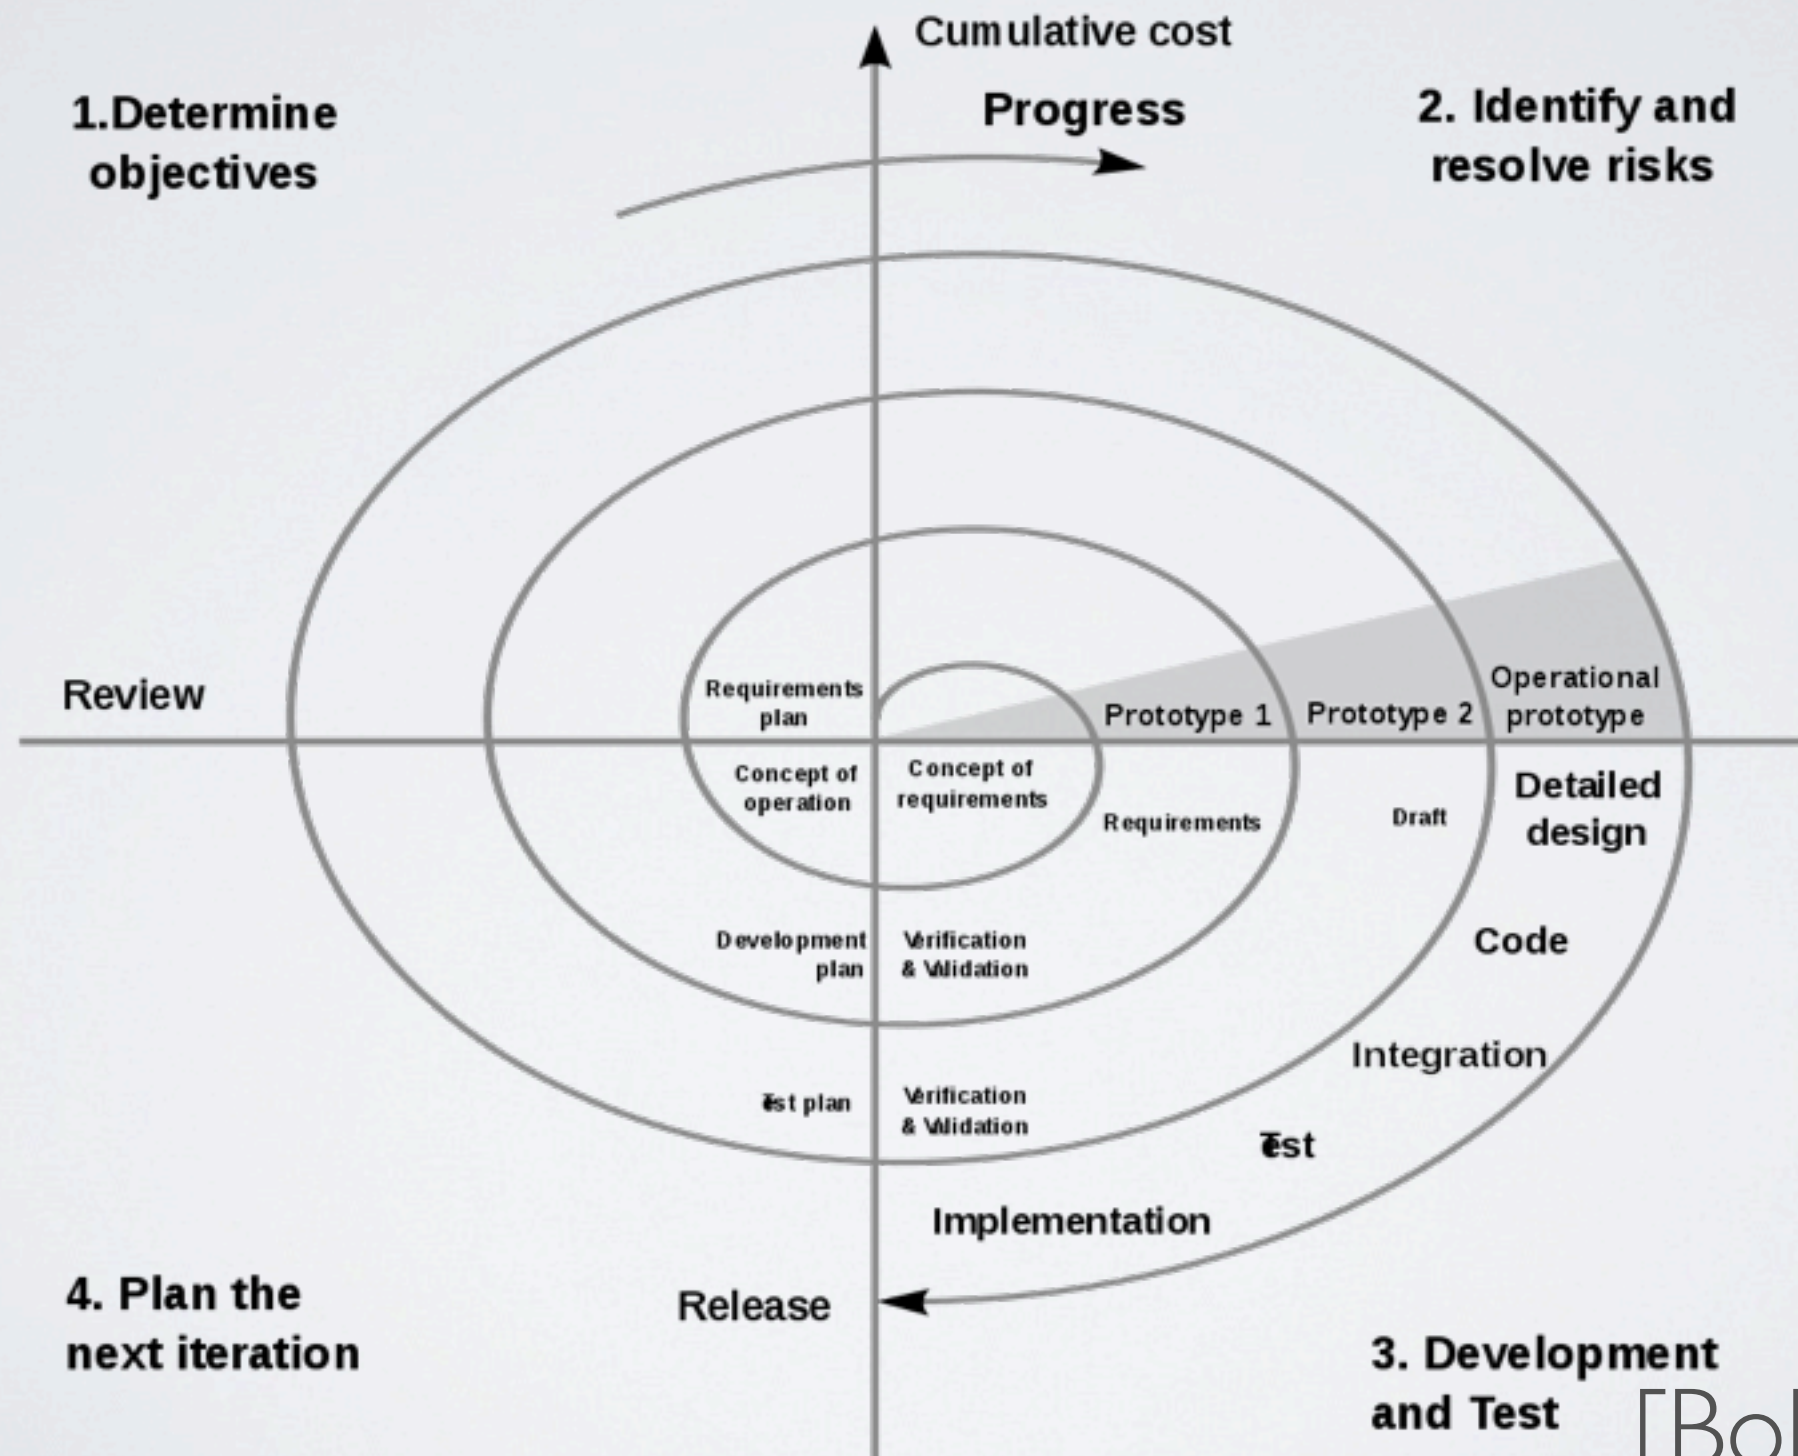 Cumulative cost
Progress
1.Determine
objectives
2. Identify and
resolve risks
Review
Requirements
plan
Prototype 1
Prototype 2
Operational
prototype
Concept of
operation
Concept of
requirements
Requirements
Draft
Detailed
design
Code
Development
plan
Verification
& Validation
Integration
Test plan
Verification
& Validation
Test
Implementation
Release
4. Plan the
next iteration
3. Development
and Test